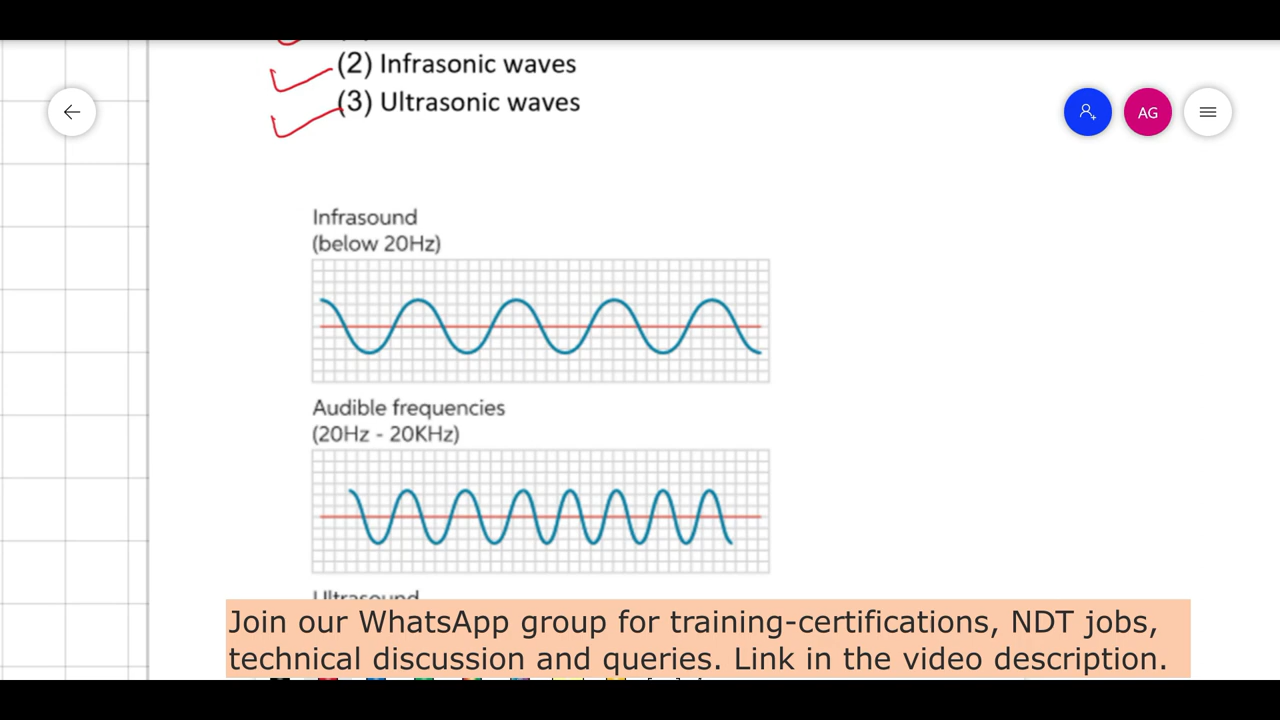 (2) Infrasonic waves
(3) Ultrasonic waves
AG
Infrasound
(below 20Hz)
Audible frequencies
(20Hz - 20KHz)
Ultrasound
Join our WhatsApp group for training-certifications, NDT jobs,
technical discussion and queries. Link in the video description.